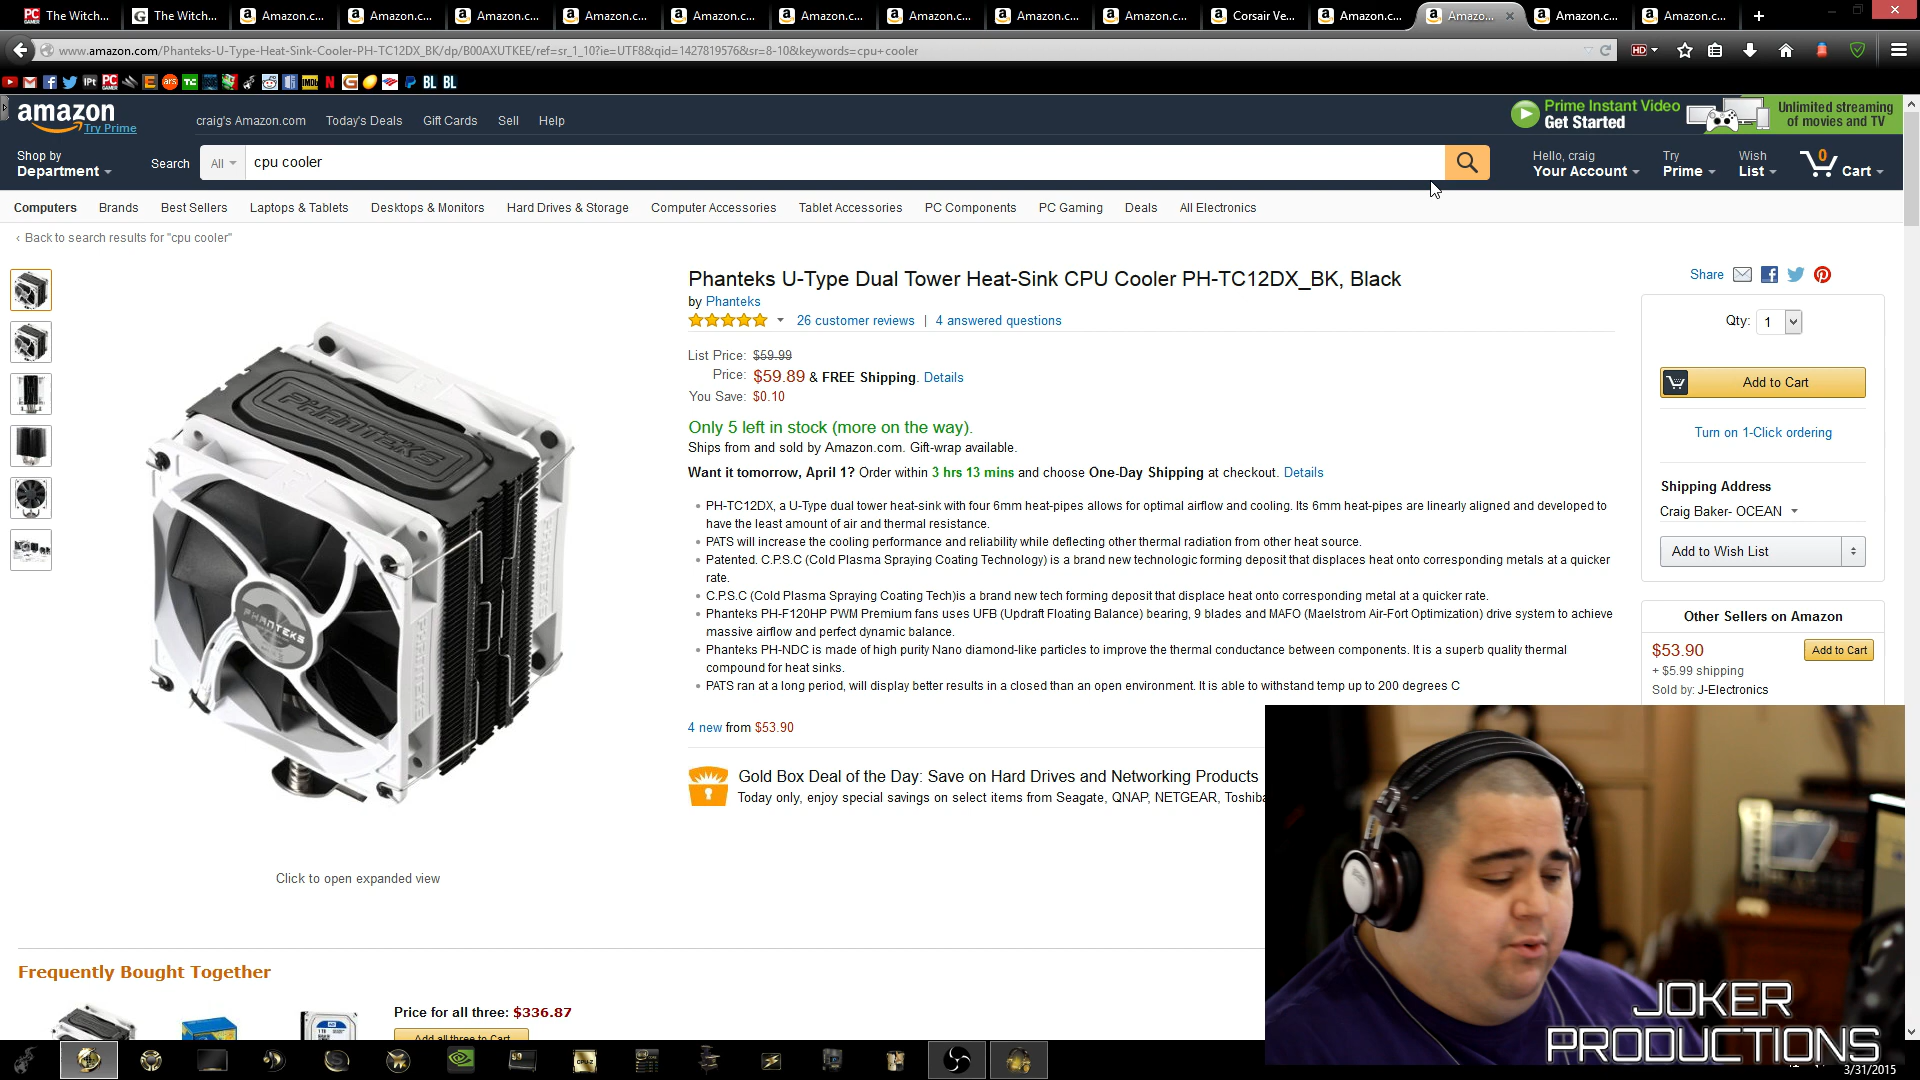 The Witch...
The Witch...
Amazon.c...
Amazon.c...
Amazon.c...
Amazon.c...
Amazon.c...
Amazon.c...
Amazon.c...
Amazon.c...
Amazon.c...
Corsair Ve...
Amazon.c...
Amazo...
Amazon.c...
Amazon.c...
www.amazon.com/Phanteks-U-Type-Heat-Sink-Cooler-PH-TC12DX_BK/dp/B00AXUTKEE/ref=sr_1_10?ie=UTF8&qid=1427819576&sr=8-10&keywords=cpu+cooler
HD
amazon
Try Prime
craig's Amazon.com Today's Deals Gift Cards Sell Help
Prime Instant Video
Get Started
Unlimited streaming
of movies and TV
Shop by
Department
Search All cpu cooler
Hello, craig
Your Account
Try
Prime
Wish
List
0
Cart
Computers Brands Best Sellers Laptops & Tablets Desktops & Monitors Hard Drives & Storage Computer Accessories Tablet Accessories PC Components PC Gaming Deals All Electronics
‹ Back to search results for "cpu cooler"
PHANTEKS
PHANTEKS
Click to open expanded view
Phanteks U-Type Dual Tower Heat-Sink CPU Cooler PH-TC12DX_BK, Black
by Phanteks
26 customer reviews | 4 answered questions
List Price: $59.99
Price: $59.89 & FREE Shipping. Details
You Save: $0.10
Only 5 left in stock (more on the way).
Ships from and sold by Amazon.com. Gift-wrap available.
Want it tomorrow, April 1? Order within 3 hrs 13 mins and choose One-Day Shipping at checkout. Details
PH-TC12DX, a U-Type dual tower heat-sink with four 6mm heat-pipes allows for optimal airflow and cooling. Its 6mm heat-pipes are linearly aligned and developed to
have the least amount of air and thermal resistance.
PATS will increase the cooling performance and reliability while deflecting other thermal radiation from other heat source.
Patented. C.P.S.C (Cold Plasma Spraying Coating Technology) is a brand new technologic forming deposit that displaces heat onto corresponding metals at a quicker
rate.
C.P.S.C (Cold Plasma Spraying Coating Tech)is a brand new tech forming deposit that displace heat onto corresponding metal at a quicker rate.
Phanteks PH-F120HP PWM Premium fans uses UFB (Updraft Floating Balance) bearing, 9 blades and MAFO (Maelstrom Air-Fort Optimization) drive system to achieve
massive airflow and perfect dynamic balance.
Phanteks PH-NDC is made of high purity Nano diamond-like particles to improve the thermal conductance between components. It is a superb quality thermal
compound for heat sinks.
PATS ran at a long period, will display better results in a closed than an open environment. It is able to withstand temp up to 200 degrees C
4 new from $53.90
Gold Box Deal of the Day: Save on Hard Drives and Networking Products
Today only, enjoy special savings on select items from Seagate, QNAP, NETGEAR, Toshiba
Share
Qty: 1
Add to Cart
Turn on 1-Click ordering
Shipping Address
Craig Baker- OCEAN
Add to Wish List
Other Sellers on Amazon
$53.90
Add to Cart
+ $5.99 shipping
Sold by: J-Electronics
Frequently Bought Together
Price for all three: $336.87
Add all three to Cart
JOKER
PRODUCTIONS
3/31/2015